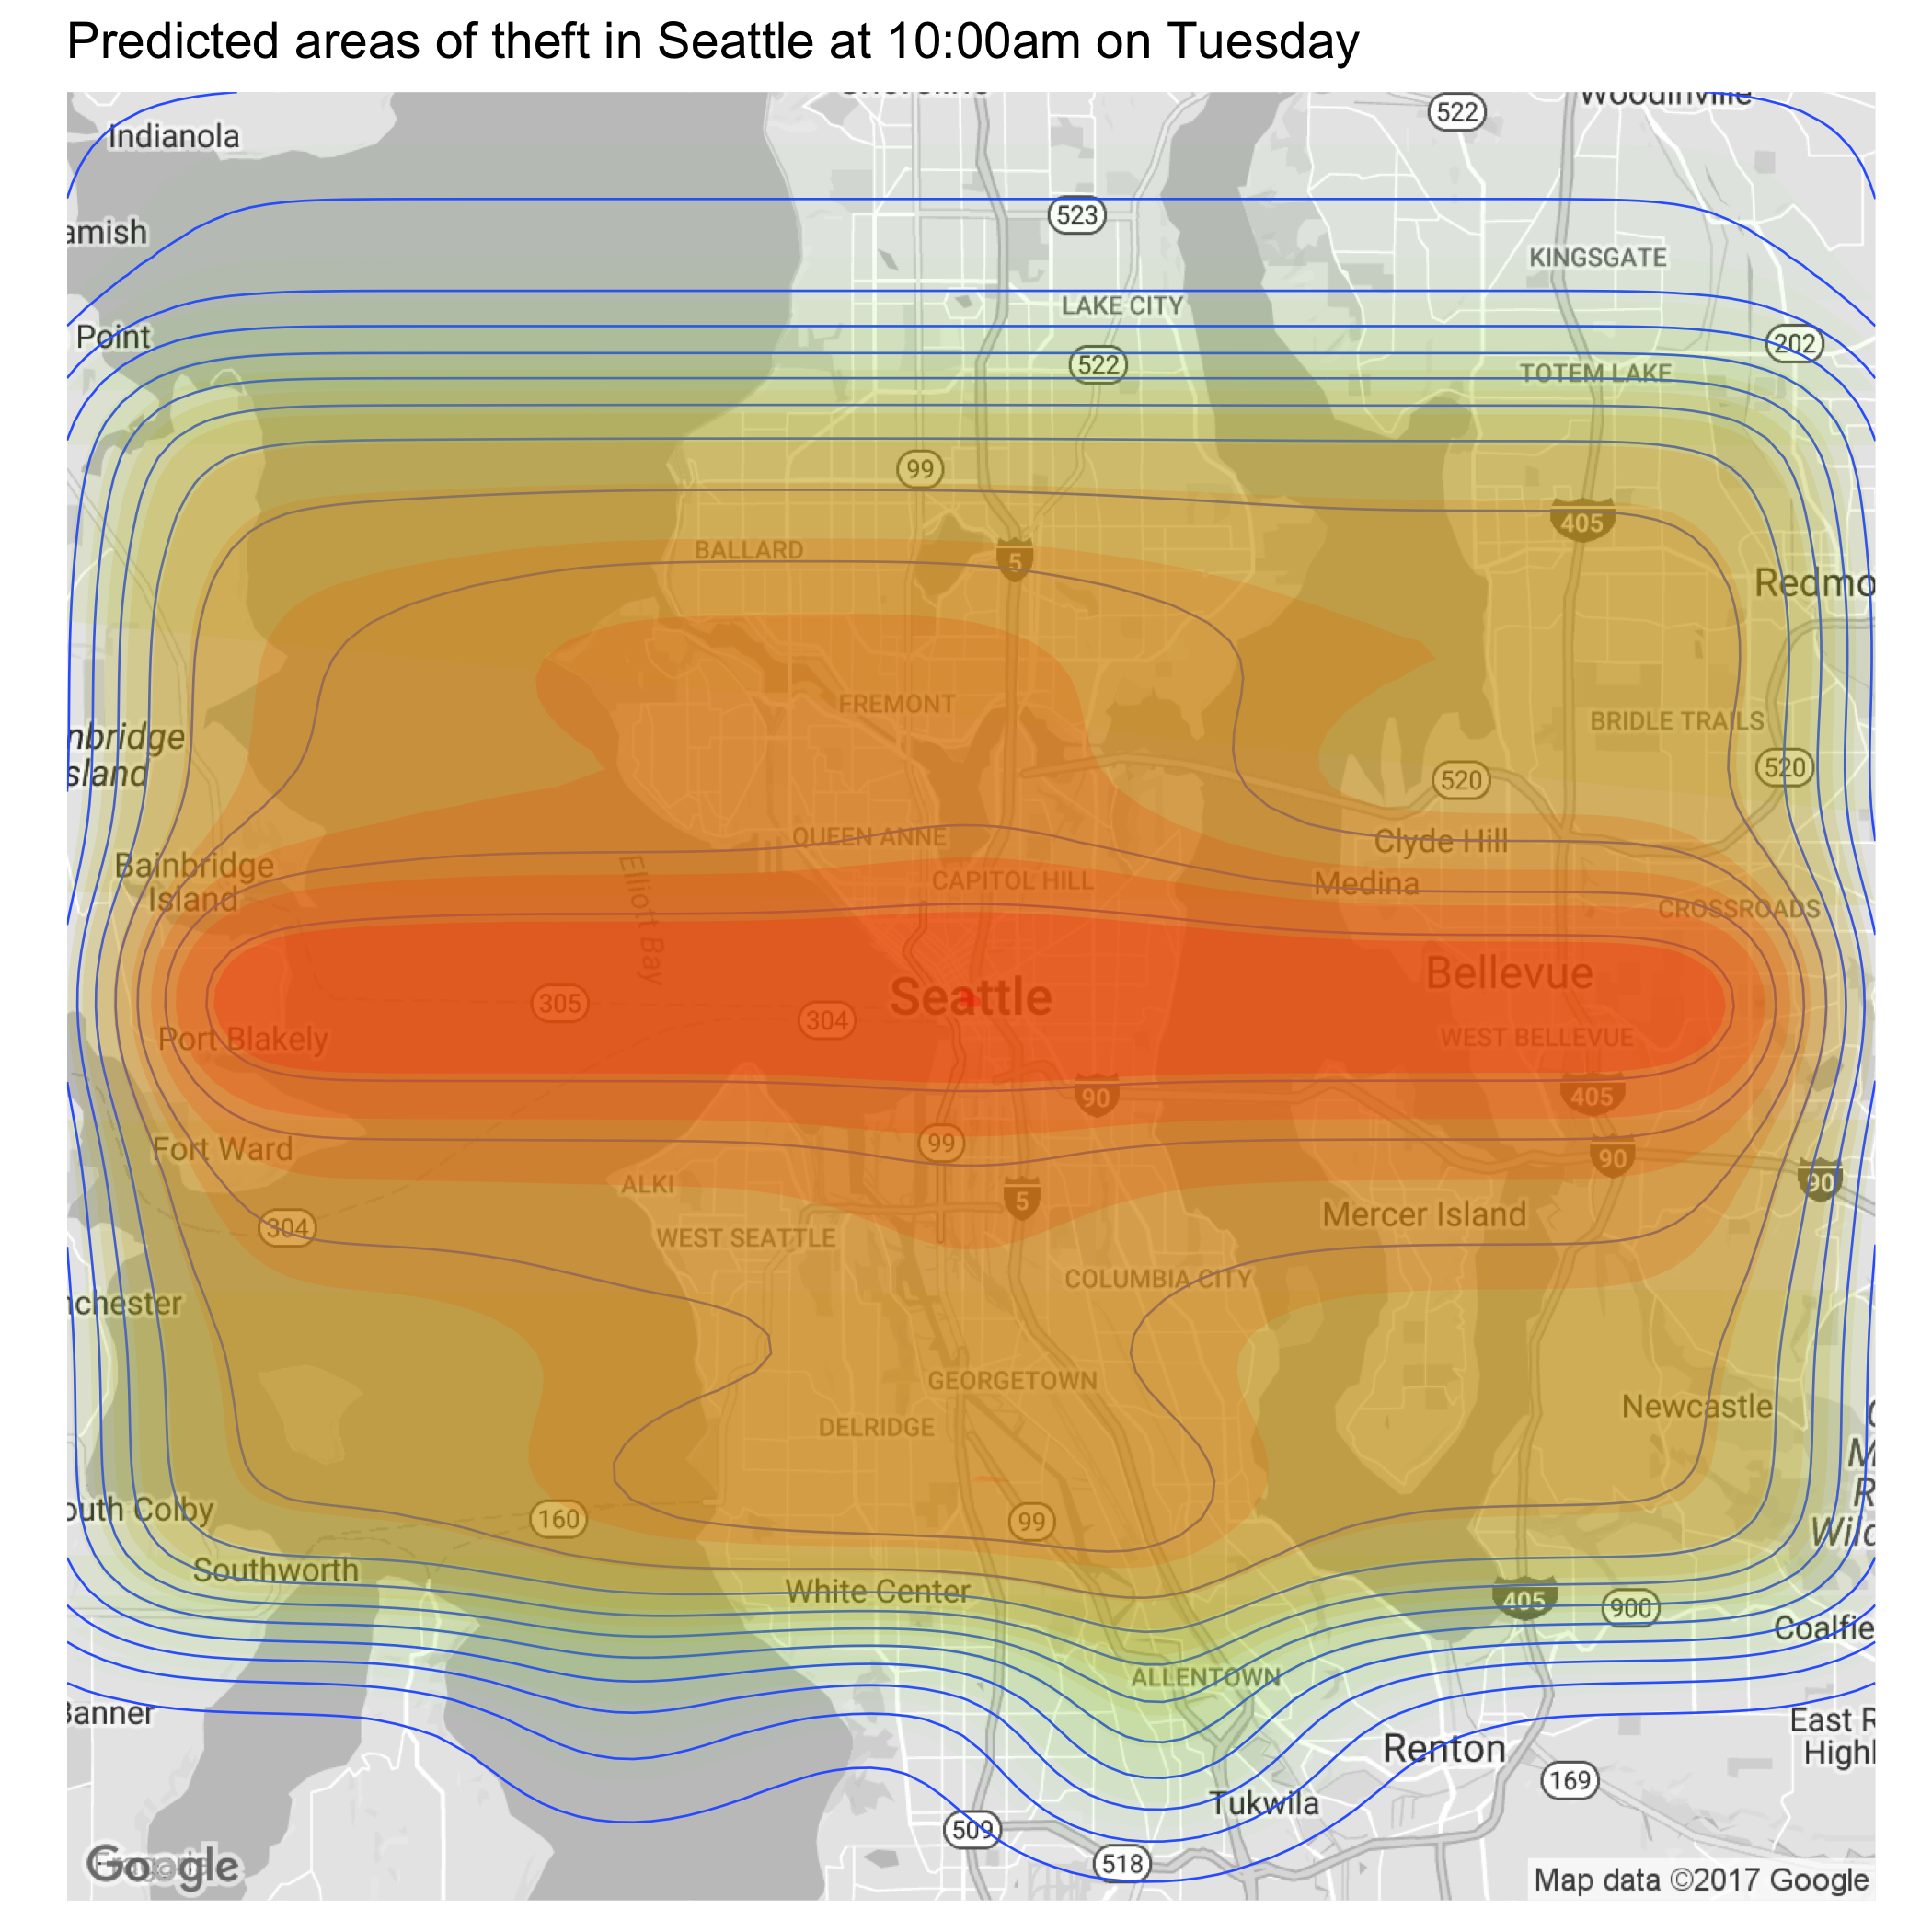 Predicted areas of theft in Seattle at 10:00am on Tuesday
Woodinville
522
Indianola
523
amish
KINGSGATE
LAKE CITY
Point
202
522
TOTEM LAKE
99
405
BALLARD
5
Redmo
FREMONT
BRIDLE TRAILS
nbridge
sland
520
520
QUEEN ANNE
Clyde Hill
Bainbridge
Island
Elliott Bay
CAPITOL HILL
Medina
CROSSROADS
Bellevue
Seattle
305
304
Port Blakely
WEST BELLEVUE
90
405
99
Fort Ward
90
90
ALKI
5
304
WEST SEATTLE
Mercer Island
COLUMBIA CITY
nchester
GEORGETOWN
Newcastle
DELRIDGE
M
R
Wild
outh Colby
160
99
Southworth
White Center
405
900
Coalfie
ALLENTOWN
Banner
East R
Highl
Renton
169
Tukwila
509
518
Google
Map data ©2017 Google